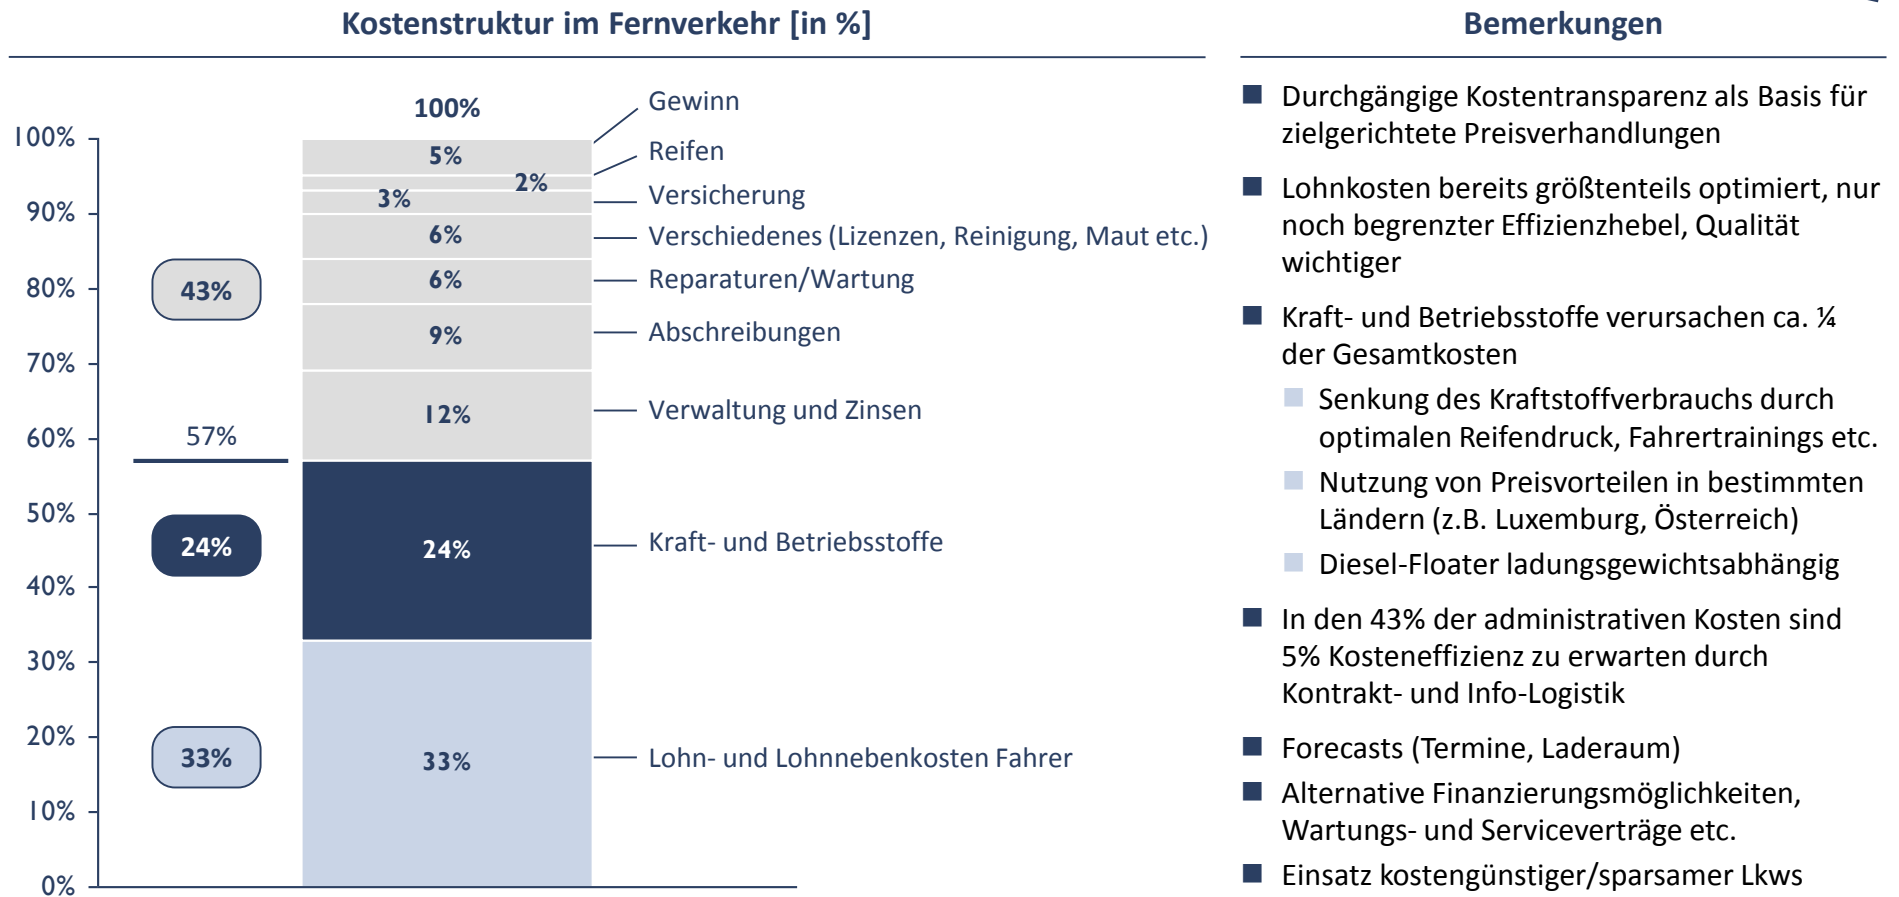 Kostenstruktur im Fernverkehr [in %]
100%
100%
90%
80%
70%
60%
50%
40%
30%
20%
10%
0%
43%
57%
24%
33%
5%
2%
3%
6%
6%
9%
12%
24%
33%
Gewinn
Reifen
Versicherung
Verschiedenes (Lizenzen, Reinigung, Maut etc.)
Reparaturen/Wartung
Abschreibungen
Verwaltung und Zinsen
Kraft- und Betriebsstoffe
Lohn- und Lohnnebenkosten Fahrer
Bemerkungen
Durchgängige Kostentransparenz als Basis für
zielgerichtete Preisverhandlungen
Lohnkosten bereits größtenteils optimiert, nur
noch begrenzter Effizienzhebel, Qualität
wichtiger
Kraft- und Betriebsstoffe verursachen ca. ¼
der Gesamtkosten
Senkung des Kraftstoffverbrauchs durch
optimalen Reifendruck, Fahrertrainings etc.
Nutzung von Preisvorteilen in bestimmten
Ländern (z.B. Luxemburg, Österreich)
Diesel-Floater ladungsgewichtsabhängig
In den 43% der administrativen Kosten sind
5% Kosteneffizienz zu erwarten durch
Kontrakt- und Info-Logistik
Forecasts (Termine, Laderaum)
Alternative Finanzierungsmöglichkeiten,
Wartungs- und Serviceverträge etc.
Einsatz kostengünstiger/sparsamer Lkws